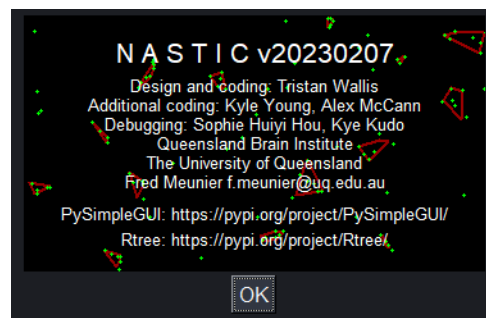 N A S T I C v20230207
Design and coding: Tristan Wallis
Additional coding: Kyle Young, Alex McCann
Debugging: Sophie Huiyi Hou, Kye Kudo
Queensland Brain Institute
The University of Queensland
Fred Meunier f.meunier@uq.edu.au
PySimpleGUI: https://pypi.org/project/PySimpleGUI/
Rtree: https://pypi.org/project/Rtree/
OK